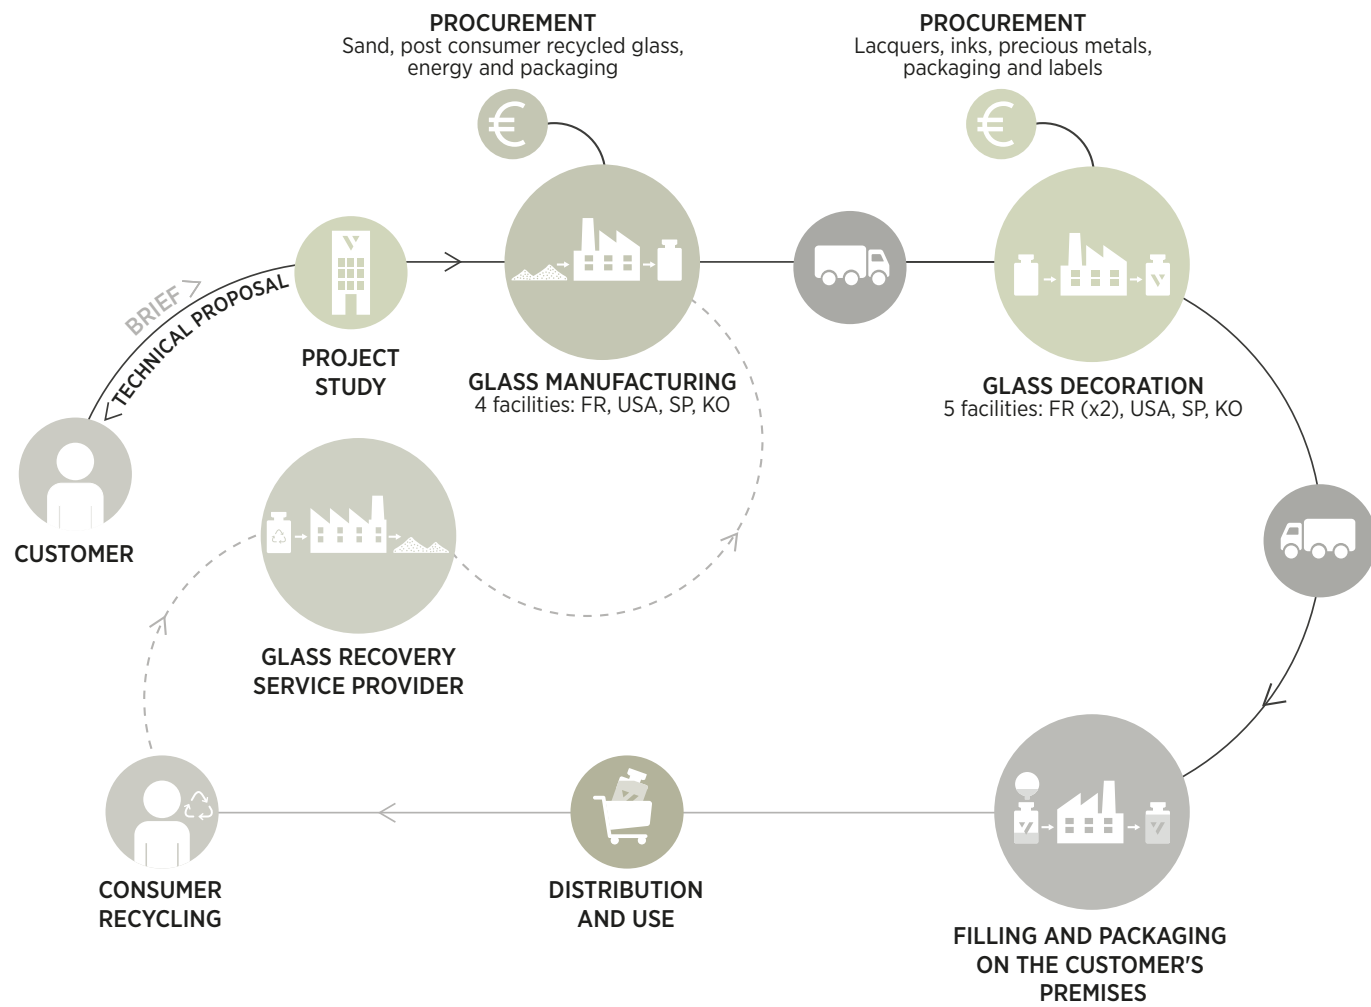 PROCUREMENT
Sand, post consumer recycled glass,
energy and packaging
€
PROCUREMENT
Lacquers, inks, precious metals,
packaging and labels
€
BRIEF
TECHNICAL PROPOSAL
PROJECT
STUDY
GLASS MANUFACTURING
4 facilities: FR, USA, SP, KO
GLASS DECORATION
5 facilities: FR (x2), USA, SP, KO
CUSTOMER
GLASS RECOVERY
SERVICE PROVIDER
CONSUMER
RECYCLING
DISTRIBUTION
AND USE
FILLING AND PACKAGING
ON THE CUSTOMER'S
PREMISES